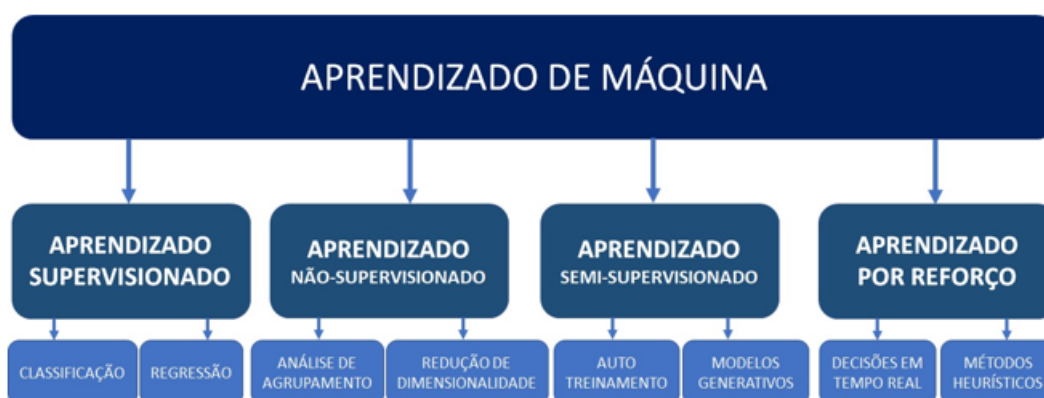 APRENDIZADO DE MÁQUINA
APRENDIZADO
SUPERVISIONADO
APRENDIZADO
NÃO-SUPERVISIONADO
APRENDIZADO
SEMI-SUPERVISIONADO
APRENDIZADO
POR REFORÇO
CLASSIFICAÇÃO
REGRESSÃO
ANÁLISE DE
AGRUPAMENTO
REDUÇÃO DE
DIMENSIONALIDADE
AUTO
TREINAMENTO
MODELOS
GENERATIVOS
DECISÕES EM
TEMPO REAL
MÉTODOS
HEURÍSTICOS